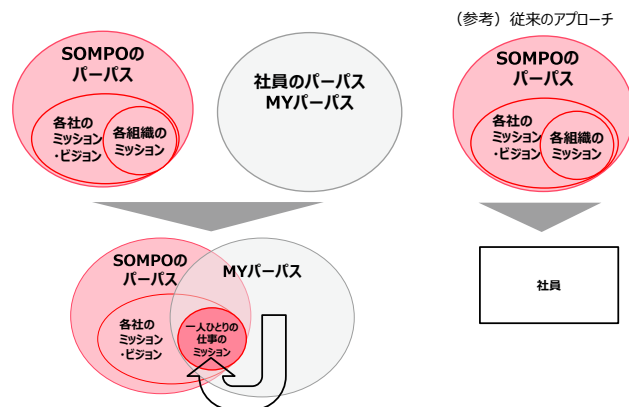 （参考）従来のアプローチ
SOMPOの
パーパス
各社の
ミッション
・ビジョン
各組織の
ミッション
社員のパーパス
MYパーパス
SOMPOの
パーパス
各社の
ミッション
・ビジョン
各組織の
ミッション
SOMPOの
パーパス
MYパーパス
各社の
ミッション
・ビジョン
一人ひとりの
仕事の
ミッション
社員